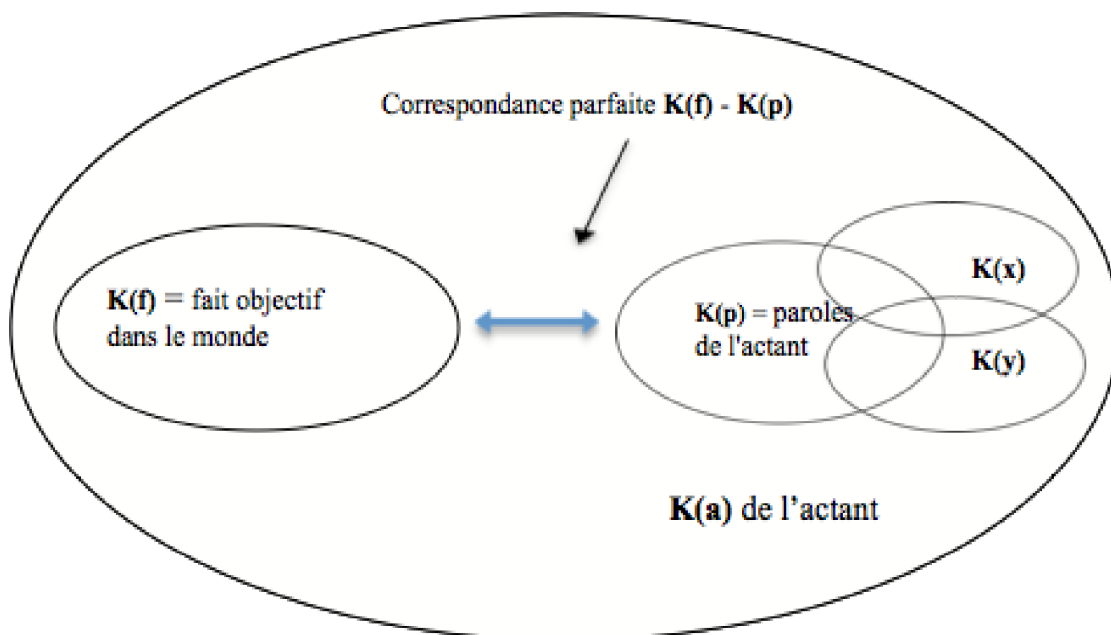 Correspondance parfaite K(f) - K(p)
K(f) = fait objectif
dans le monde
K(p) = paroles
de l'actant
K(x)
K(y)
K(a) de l’actant